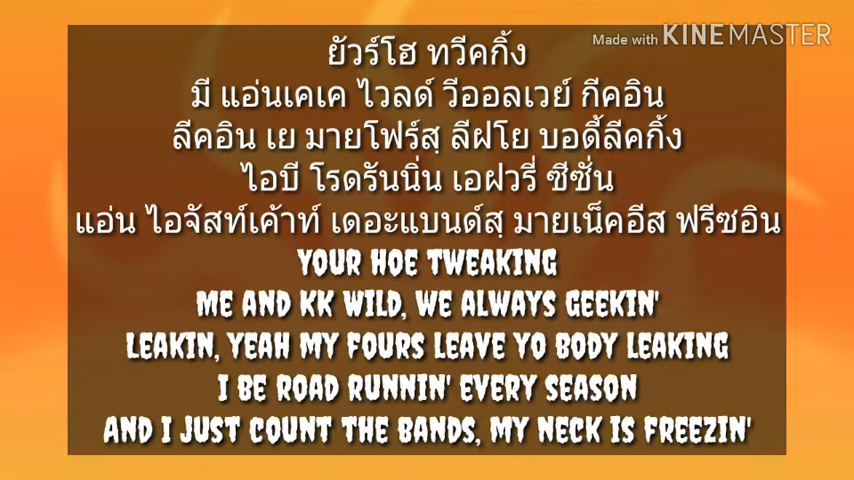 Made with KINEMASTER
ยัวร์โฮ ทวีคกิ้ง
มี แอ่นเคเค ไวลด์ วีออลเวย์ กีคอิน
ลีคอิน เย มายโฟร์สฺ ลีฝโย บอดี้ลีคกิ้ง
ไอบี โรดรันนิ่น เอฝวรี่ ซีซั่น
แอ่น ไอจัสท์เค้าท์ เดอะแบนด์สฺ มายเน็คอีส ฟรีซอิน
YOUR HOE TWEAKING
ME AND KK WILD, WE ALWAYS GEEKIN'
LEAKIN, YEAH MY FOURS LEAVE YO BODY LEAKING
I BE ROAD RUNNIN' EVERY SEASON
AND I JUST COUNT THE BANDS, MY NECK IS FREEZIN'